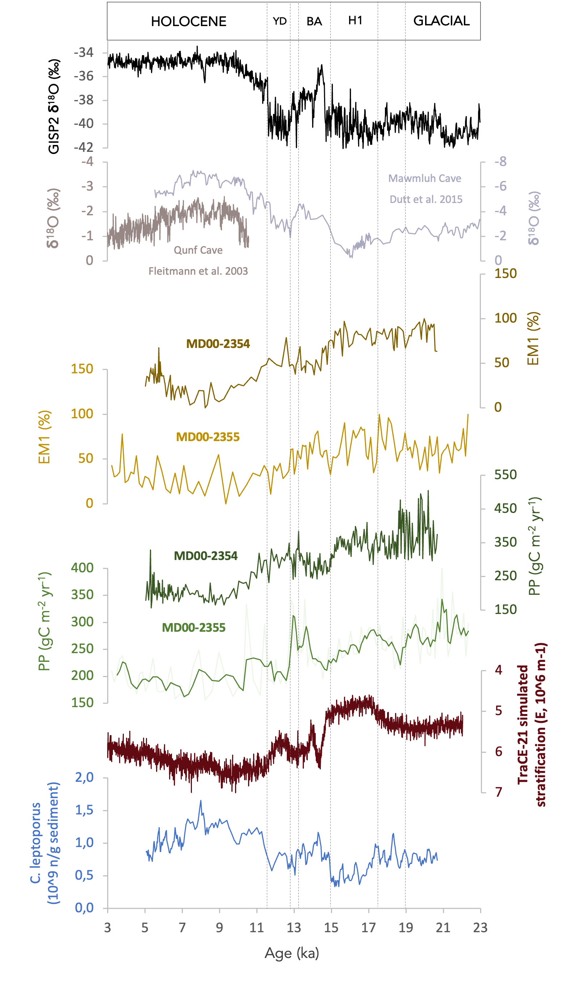 HOLOCENE
YD
BA
H1
GLACIAL
GISP2 δ¹⁸O (‰)
-34
-36
-38
-40
-42
δ¹⁸O (‰)
-4
-3
-2
-1
0
Mawmluh Cave
Dutt et al. 2015
-8
-6
-4
-2
0
δ¹⁸O (‰)
Qunf Cave
Fleitmann et al. 2003
150
100
50
0
EM1 (%)
MD00-2354
EM1 (%)
150
100
50
0
MD00-2355
550
450
350
250
150
PP (gC m⁻² yr⁻¹)
MD00-2354
PP (gC m⁻² yr⁻¹)
400
350
300
250
200
150
MD00-2355
4
5
6
7
TraCE-21 simulated
stratification (E, 10^6 m-1)
C. leptoporus
(10^9 n/g sediment)
2,0
1,5
1,0
0,5
0,0
3 5 7 9 11 13 15 17 19 21 23
Age (ka)